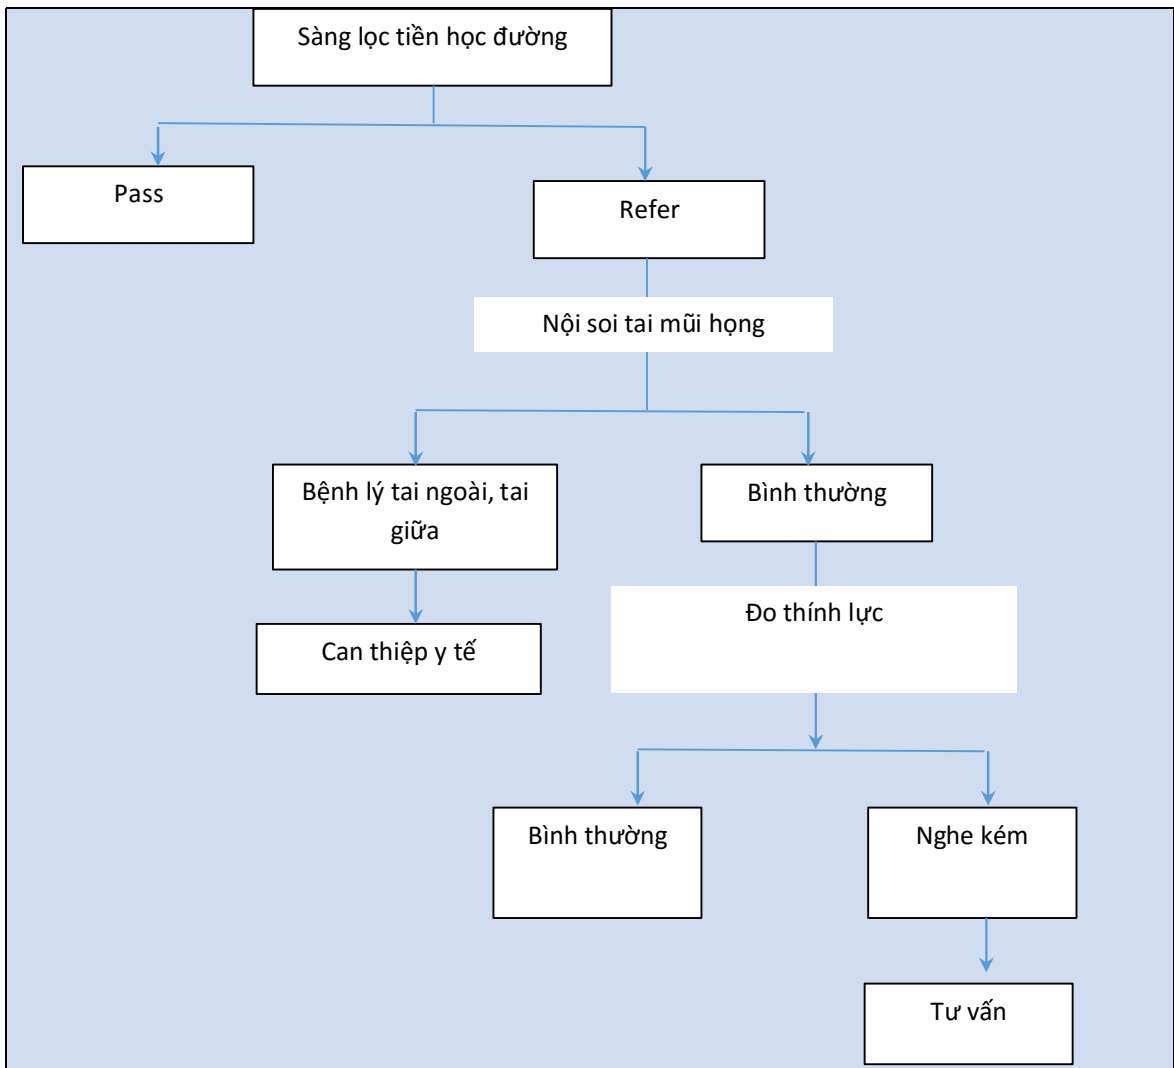 Sàng lọc tiền học đường
Pass
Refer
Nội soi tai mũi họng
Bệnh lý tai ngoài, tai
giữa
Bình thường
Can thiệp y tế
Đo thính lực
Bình thường
Nghe kém
Tư vấn